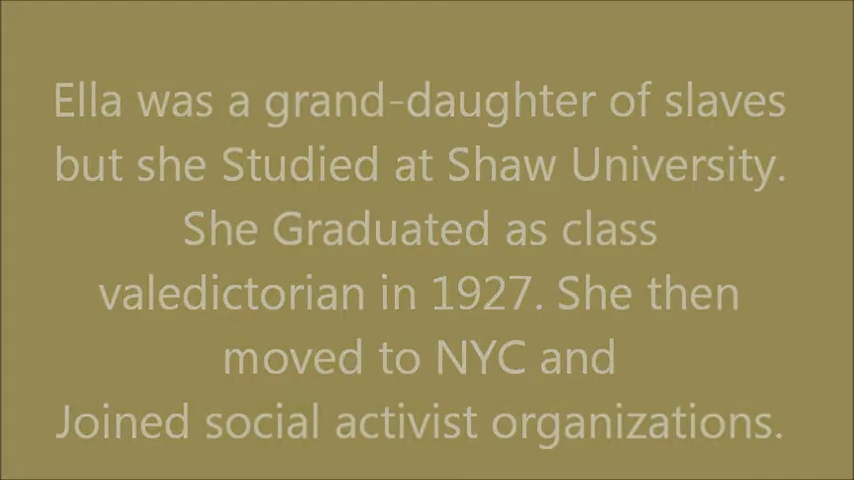 Ella was a grand-daughter of slaves
but she Studied at Shaw University.
She Graduated as class
valedictorian in 1927. She then
moved to NYC and
Joined social activist organizations.